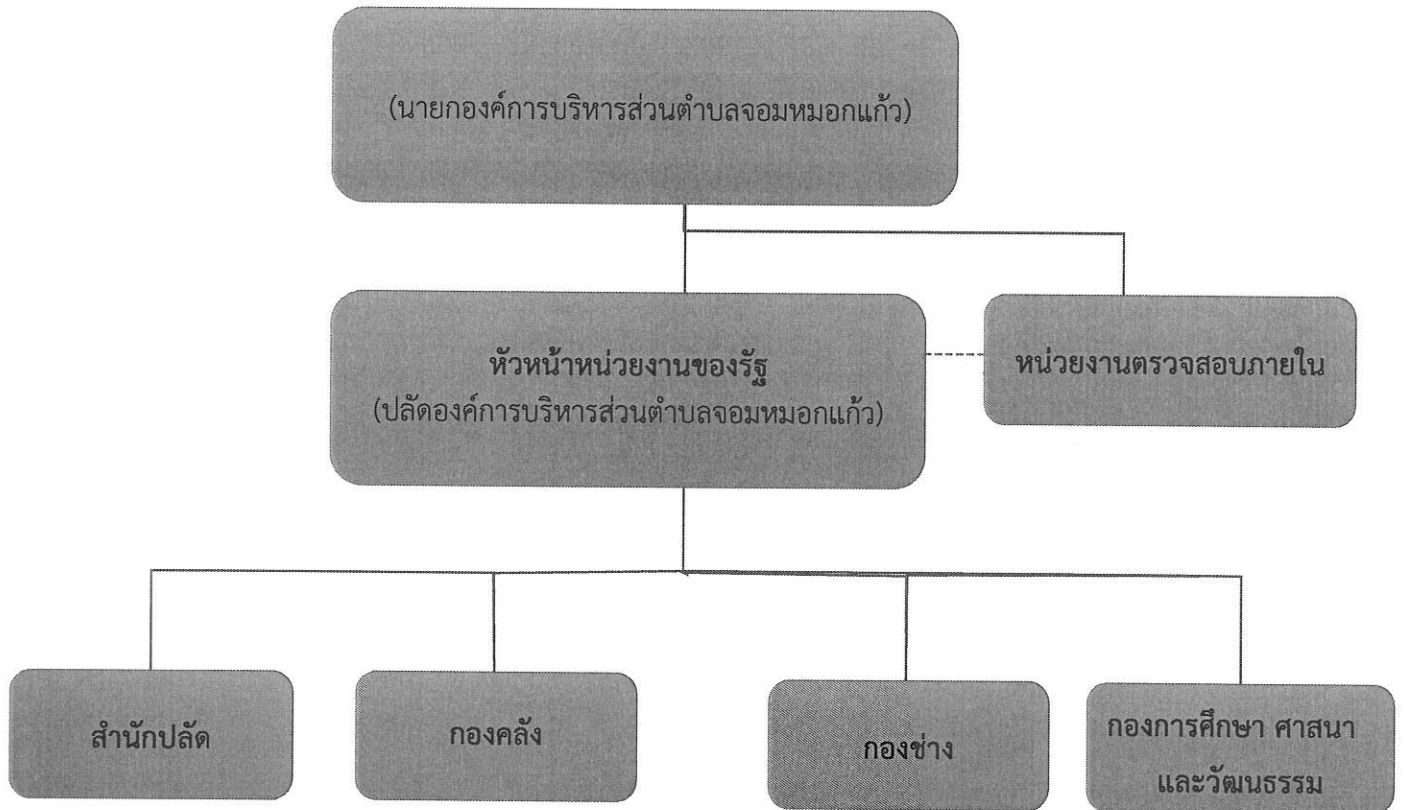 (นายกองค์การบริหารส่วนตำบลจอมหมอกแก้ว)
หัวหน้าหน่วยงานของรัฐ
(ปลัดองค์การบริหารส่วนตำบลจอมหมอกแก้ว)
หน่วยงานตรวจสอบภายใน
สำนักปลัด
กองคลัง
กองช่าง
กองการศึกษา ศาสนา
และวัฒนธรรม